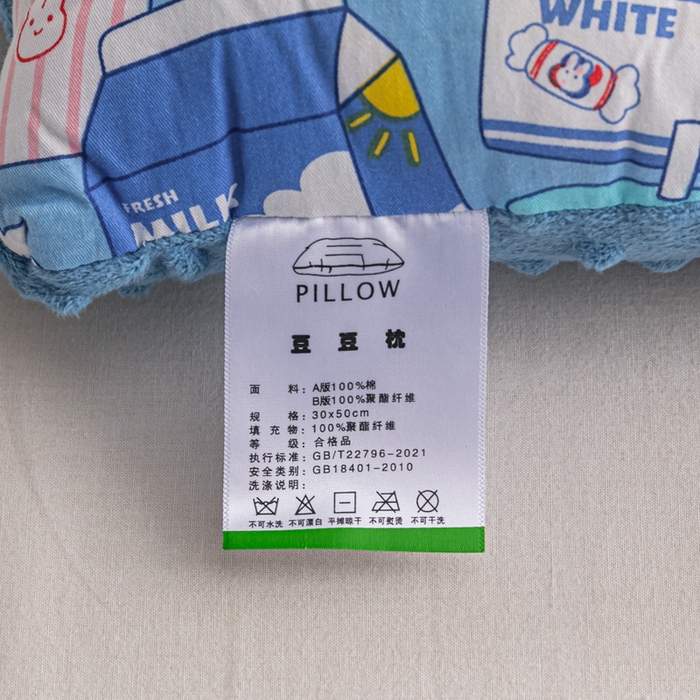 WHITE
FRESH
MILK
PILLOW
豆豆枕
面 料：A版100%棉
B版100%聚酯纤维
规 格：30x50cm
填充物：100%聚酯纤维
等 级：合格品
执行标准：GB/T22796-2021
安全类别：GB18401-2010
洗涤说明：
不可水洗 不可漂白 平摊晾干 不可熨烫 不可干洗